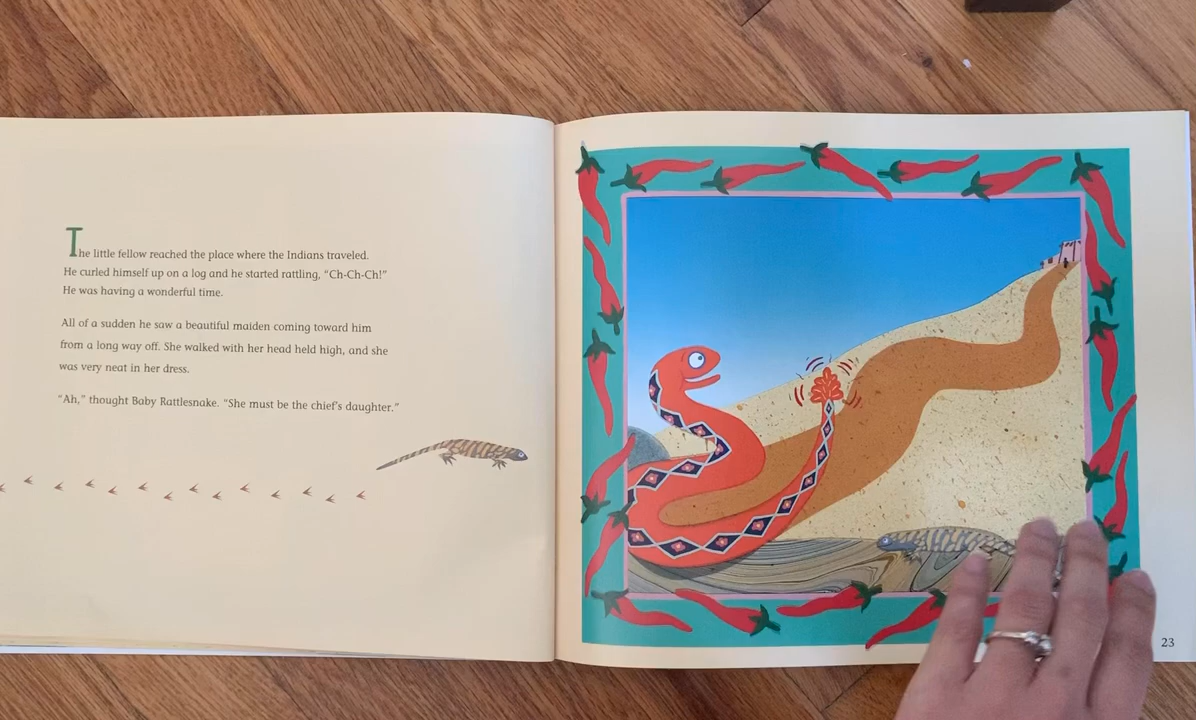 The little fellow reached the place where the Indians traveled.
He curled himself up on a log and he started rattling, “Ch-Ch-Ch!”
He was having a wonderful time.
All of a sudden he saw a beautiful maiden coming toward him
from a long way off. She walked with her head held high, and she
was very neat in her dress.
“Ah,” thought Baby Rattlesnake. “She must be the chief’s daughter.”
23